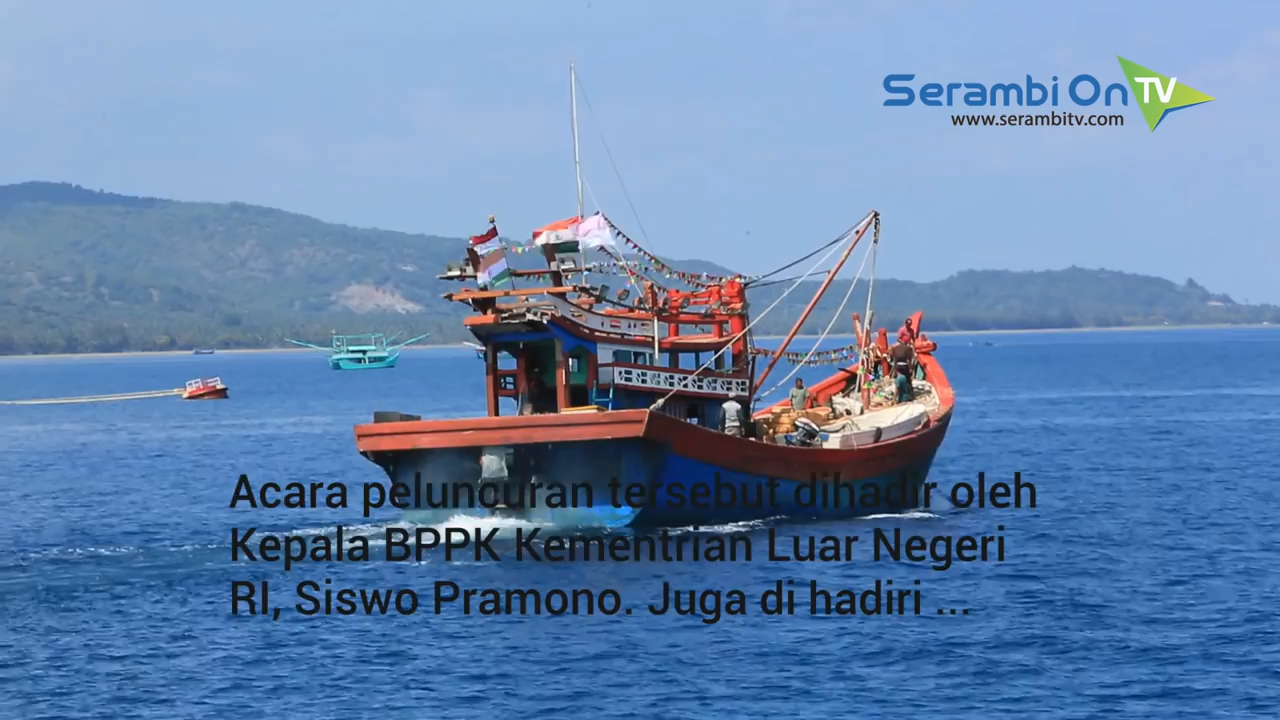 Serambi On TV
www.serambitv.com
Acara peluncuran tersebut dihadir oleh
Kepala BPPK Kementrian Luar Negeri
RI, Siswo Pramono. Juga di hadiri ...